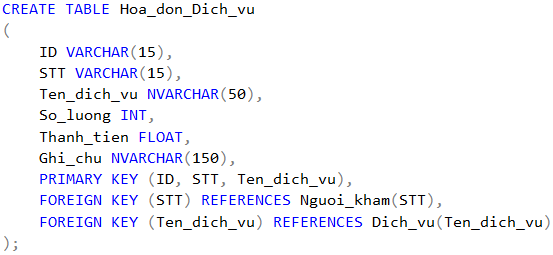 CREATE TABLE Hoa_don_Dich_vu
(
    ID VARCHAR(15),
    STT VARCHAR(15),
    Ten_dich_vu NVARCHAR(50),
    So_luong INT,
    Thanh_tien FLOAT,
    Ghi_chu NVARCHAR(150),
    PRIMARY KEY (ID, STT, Ten_dich_vu),
    FOREIGN KEY (STT) REFERENCES Nguoi_kham(STT),
    FOREIGN KEY (Ten_dich_vu) REFERENCES Dich_vu(Ten_dich_vu)
);